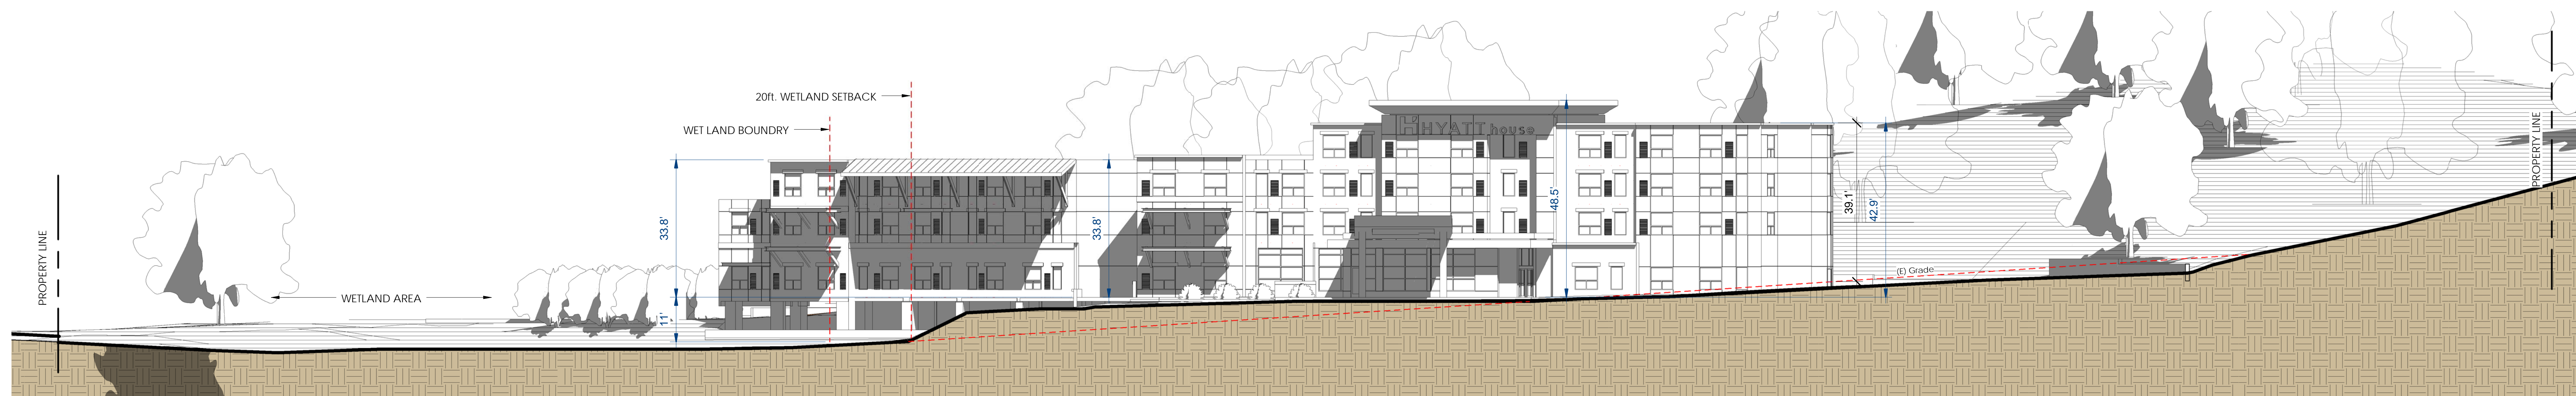 20ft. WETLAND SETBACK
WET LAND BOUNDRY
HYATT house
PROPERTY LINE
WETLAND AREA
33.8'
11'
33.8'
48.5'
39.1'
42.9'
(E) Grade
PROPERTY LINE